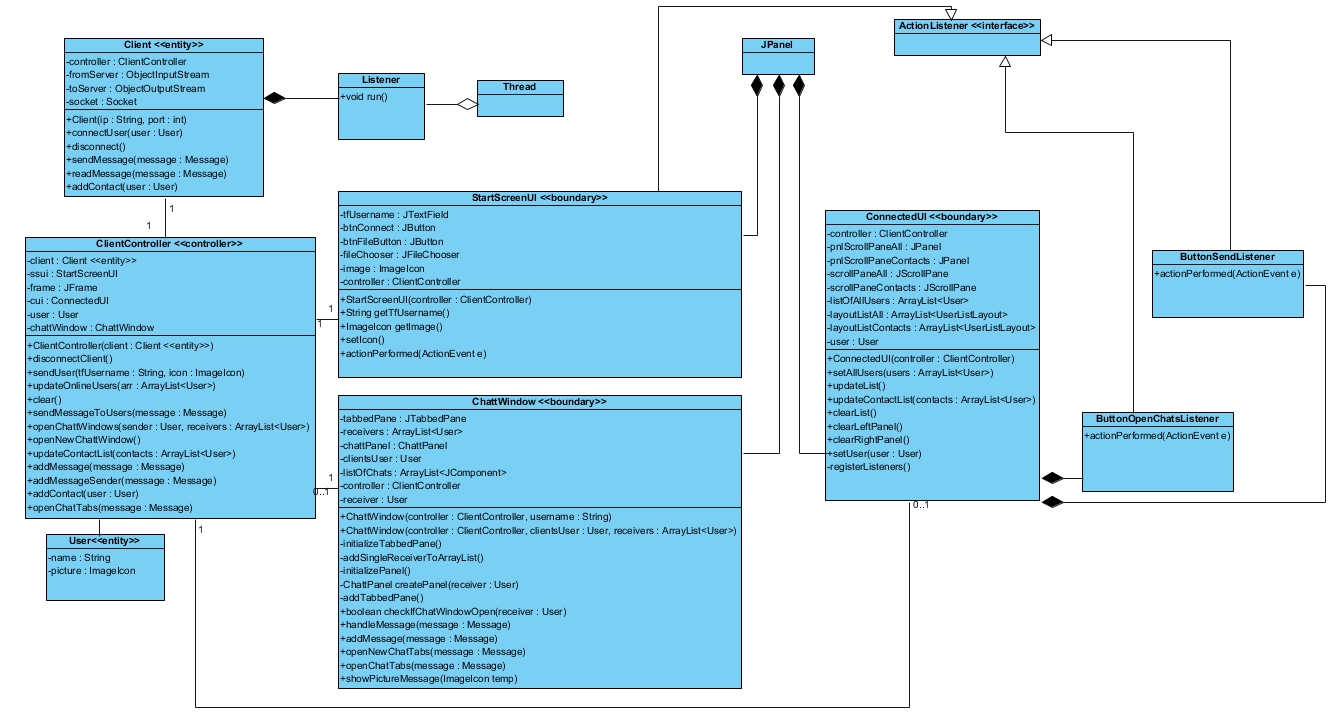 Client <<entity>>
-controller : ClientController
-fromServer : ObjectInputStream
-toServer : ObjectOutputStream
-socket : Socket
+Client(ip : String, port : int)
+connectUser(user : User)
+disconnect()
+sendMessage(message : Message)
+readMessage(message : Message)
+addContact(user : User)
Listener
+void run()
Thread
JPanel
ActionListener <<interface>>
1
1
ClientController <<controller>>
-client : Client <<entity>>
-ssui : StartScreenUI
-frame : JFrame
-cui : ConnectedUI
-user : User
-chattWindow : ChattWindow
+ClientController(client : Client <<entity>>)
+disconnectClient()
+sendUser(tfUsername : String, icon : ImageIcon)
+updateOnlineUsers(arr : ArrayList<User>)
+clear()
+sendMessageToUsers(message : Message)
+openChattWindows(sender : User, receivers : ArrayList<User>)
+openNewChattWindow()
+updateContactList(contacts : ArrayList<User>)
+addMessage(message : Message)
+addMessageSender(message : Message)
+addContact(user : User)
+openChatTabs(message : Message)
1
1
1
0..1
StartScreenUI <<boundary>>
-tfUsername : JTextField
-btnConnect : JButton
-btnFileButton : JButton
-fileChooser : JFileChooser
-image : ImageIcon
-controller : ClientController
+StartScreenUI(controller : ClientController)
+String getTfUsername()
+ImageIcon getImage()
+setIcon()
+actionPerformed(ActionEvent e)
ChattWindow <<boundary>>
-tabbedPane : JTabbedPane
-receivers : ArrayList<User>
-chattPanel : ChattPanel
-clientsUser : User
-listOfChats : ArrayList<JComponent>
-controller : ClientController
-receiver : User
+ChattWindow(controller : ClientController, username : String)
+ChattWindow(controller : ClientController, clientsUser : User, receivers : ArrayList<User>)
-initializeTabbedPane()
-addSingleReceiverToArrayList()
-initializePanel()
-ChattPanel createPanel(receiver : User)
-addTabbedPane()
+boolean checkIfChatWindowOpen(receiver : User)
+handleMessage(message : Message)
+addMessage(message : Message)
+openNewChatTabs(message : Message)
+openChatTabs(message : Message)
+showPictureMessage(ImageIcon temp)
ConnectedUI <<boundary>>
-controller : ClientController
-pnlScrollPaneAll : JPanel
-pnlScrollPaneContacts : JPanel
-scrollPaneAll : JScrollPane
-scrollPaneContacts : JScrollPane
-listOfAllUsers : ArrayList<User>
-layoutListAll : ArrayList<UserListLayout>
-layoutListContacts : ArrayList<UserListLayout>
-user : User
+ConnectedUI(controller : ClientController)
+setAllUsers(users : ArrayList<User>)
+updateList()
+updateContactList(contacts : ArrayList<User>)
+clearList()
+clearLeftPanel()
+clearRightPanel()
+setUser(user : User)
-registerListeners()
0..1
ButtonSendListener
+actionPerformed(ActionEvent e)
ButtonOpenChatsListener
+actionPerformed(ActionEvent e)
User<<entity>>
-name : String
-picture : ImageIcon
1